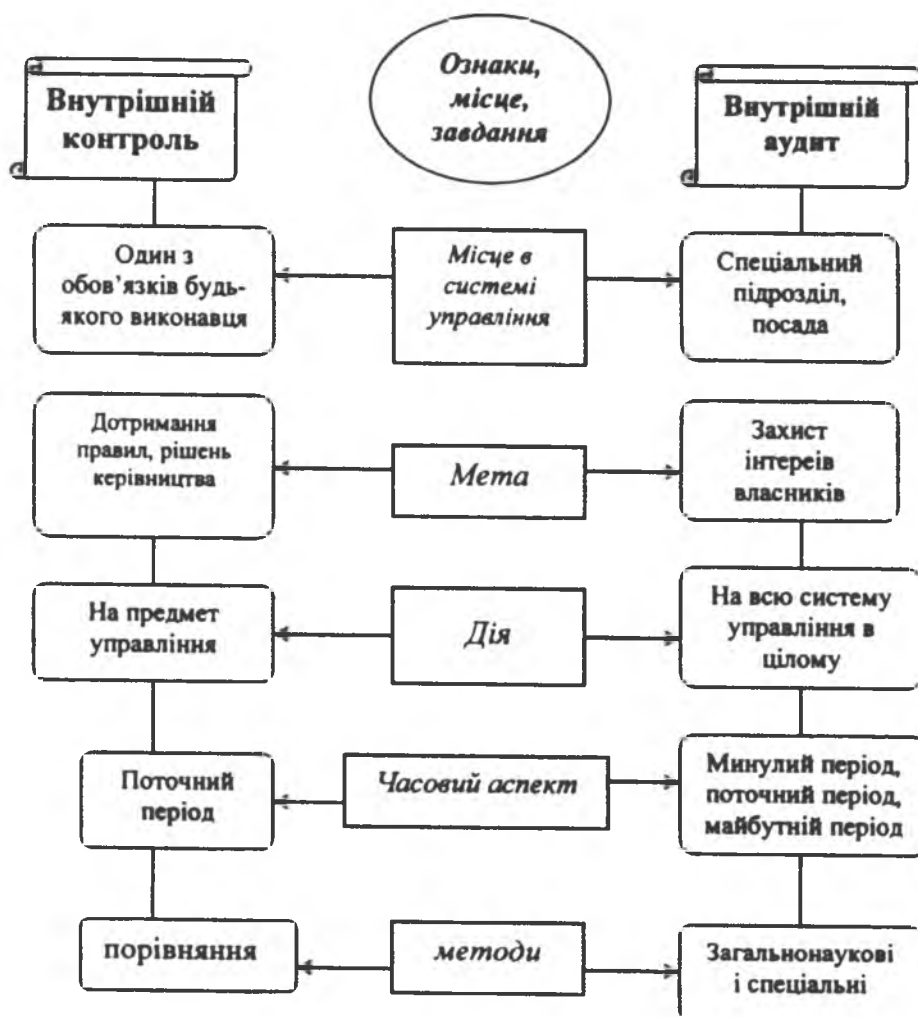 Ознаки,
місце,
завдання
Внутрішній
контроль
Внутрішній
аудит
Один з
обов'язків будь-
якого виконавця
Місце в
системі
управління
Спеціальний
підрозділ,
посада
Дотримання
правил, рішень
керівництва
Мета
Захист
інтереів
власників
На предмет
управління
Дія
На всю систему
управління в
цілому
Поточний
період
Часовий аспект
Минулий період,
поточний період,
майбутній період
порівняння
методи
Загальнонаукові
і спеціальні